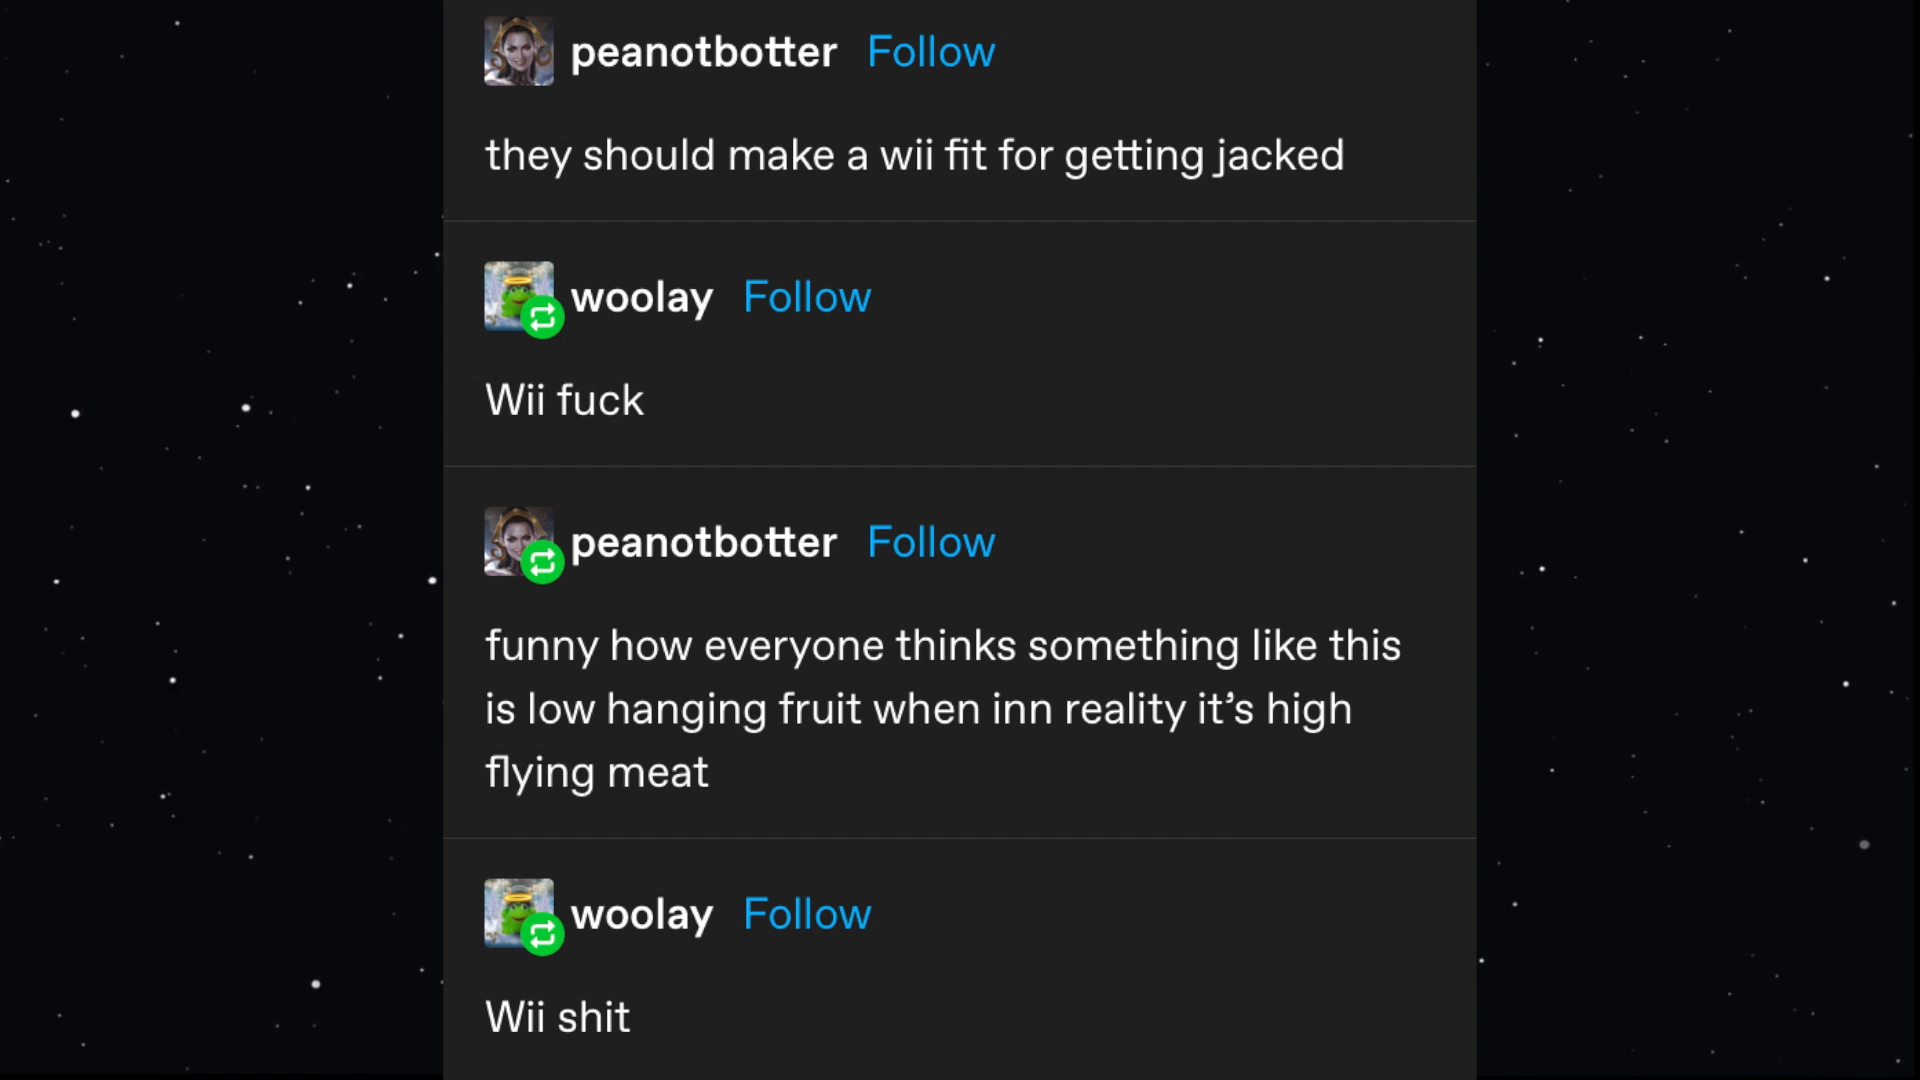 peanotbotter Follow
they should make a wii fit for getting jacked
woolay Follow
Wii fuck
peanotbotter Follow
funny how everyone thinks something like this
is low hanging fruit when inn reality it’s high
flying meat
woolay Follow
Wii shit